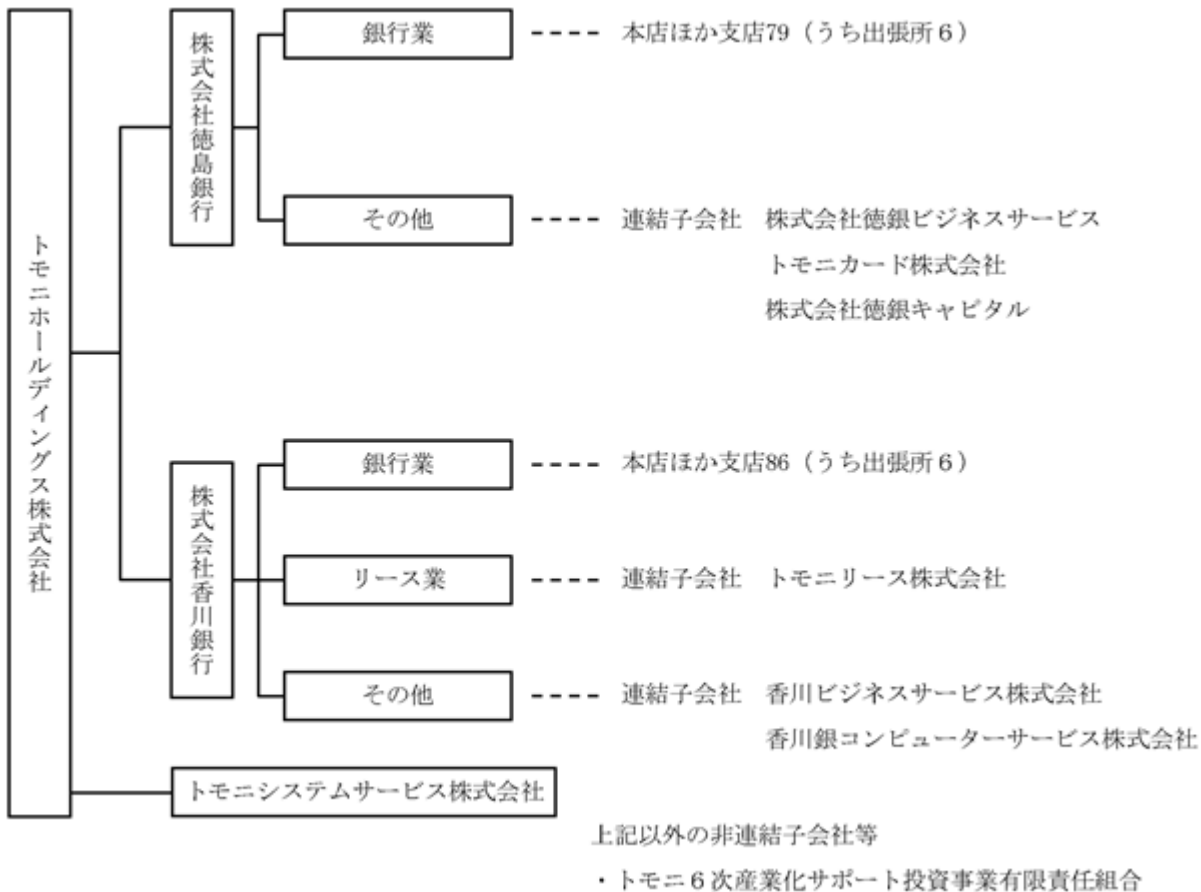 トモニホールディングス株式会社
株式会社徳島銀行
銀行業
本店ほか支店79（うち出張所６）
その他
連結子会社　株式会社徳銀ビジネスサービス
トモニカード株式会社
株式会社徳銀キャピタル
株式会社香川銀行
銀行業
本店ほか支店86（うち出張所６）
リース業
連結子会社　トモニリース株式会社
その他
連結子会社　香川ビジネスサービス株式会社
香川銀コンピューターサービス株式会社
トモニシステムサービス株式会社
上記以外の非連結子会社等
・トモニ６次産業化サポート投資事業有限責任組合